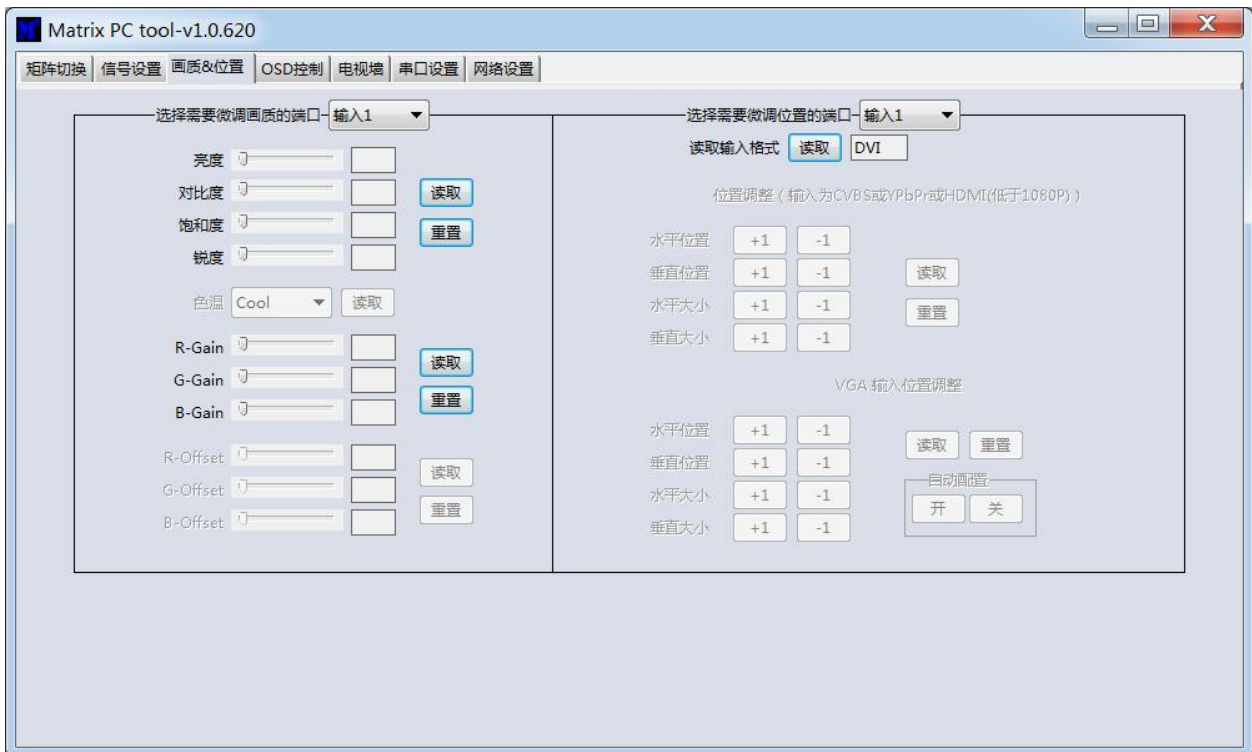 Matrix PC tool-v1.0.620
矩阵切换 信号设置 画质&位置 OSD控制 电视墙 串口设置 网络设置
选择需要微调画质的端口 输入1
亮度
对比度 读取
饱和度 重置
锐度
色温 Cool 读取
R-Gain
G-Gain 读取
B-Gain 重置
R-Offset
G-Offset 读取
B-Offset 重置
选择需要微调位置的端口 输入1
读取输入格式 读取 DVI
位置调整（输入为CVBS或YPbPr或HDMI(低于1080P)）
水平位置 +1 -1
垂直位置 +1 -1 读取
水平大小 +1 -1 重置
垂直大小 +1 -1
VGA 输入位置调整
水平位置 +1 -1 读取 重置
垂直位置 +1 -1
自动配置
水平大小 +1 -1 开 关
垂直大小 +1 -1